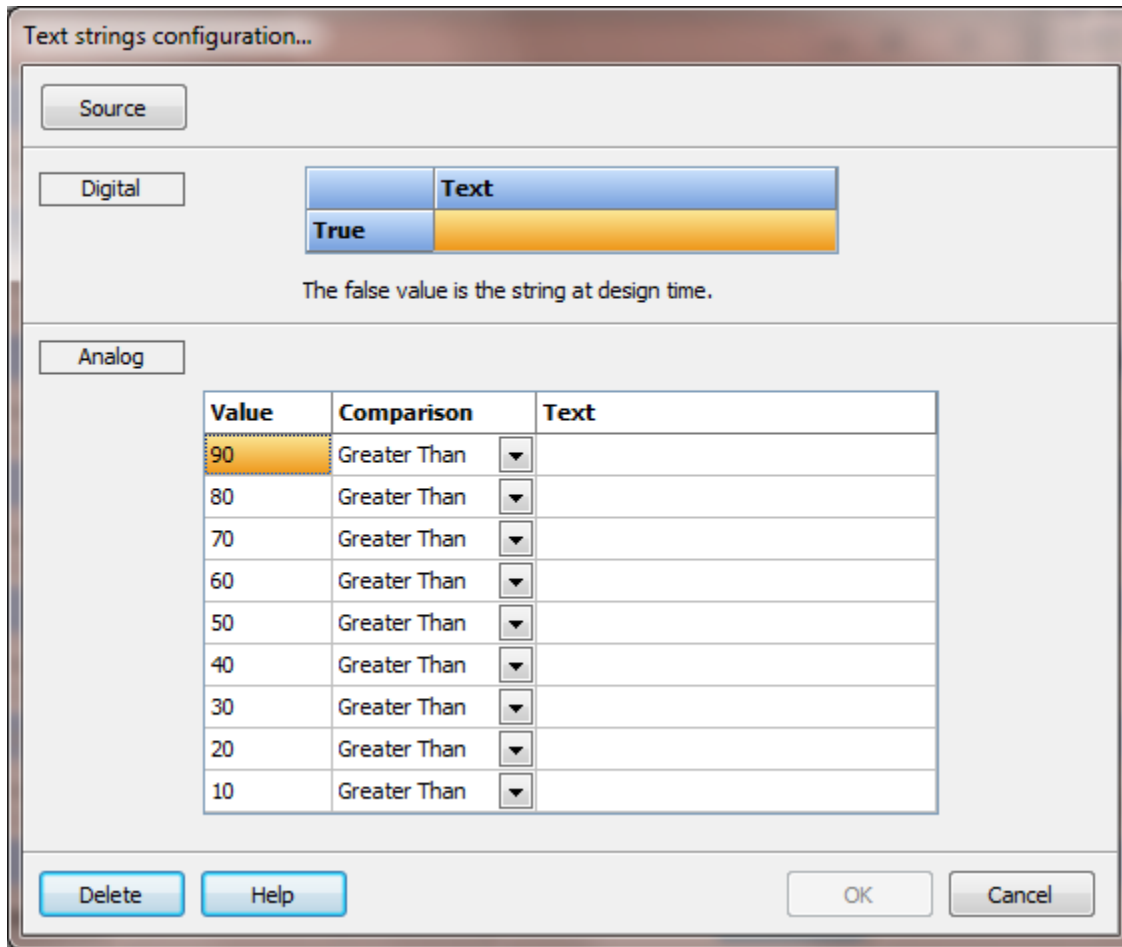 Text strings configuration...
Source
Digital
Text
True
The false value is the string at design time.
Analog
Value Comparison Text
90 Greater Than
80 Greater Than
70 Greater Than
60 Greater Than
50 Greater Than
40 Greater Than
30 Greater Than
20 Greater Than
10 Greater Than
Delete Help OK Cancel